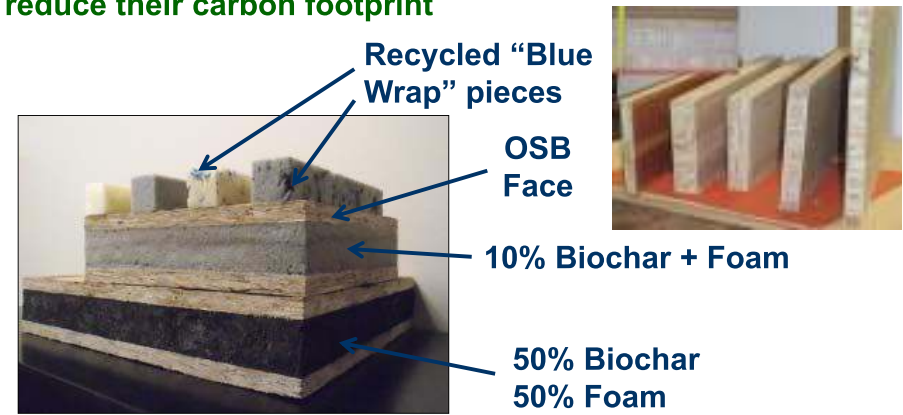 reduce their carbon footprint
Recycled “Blue
Wrap” pieces
OSB
Face
10% Biochar + Foam
50% Biochar
50% Foam